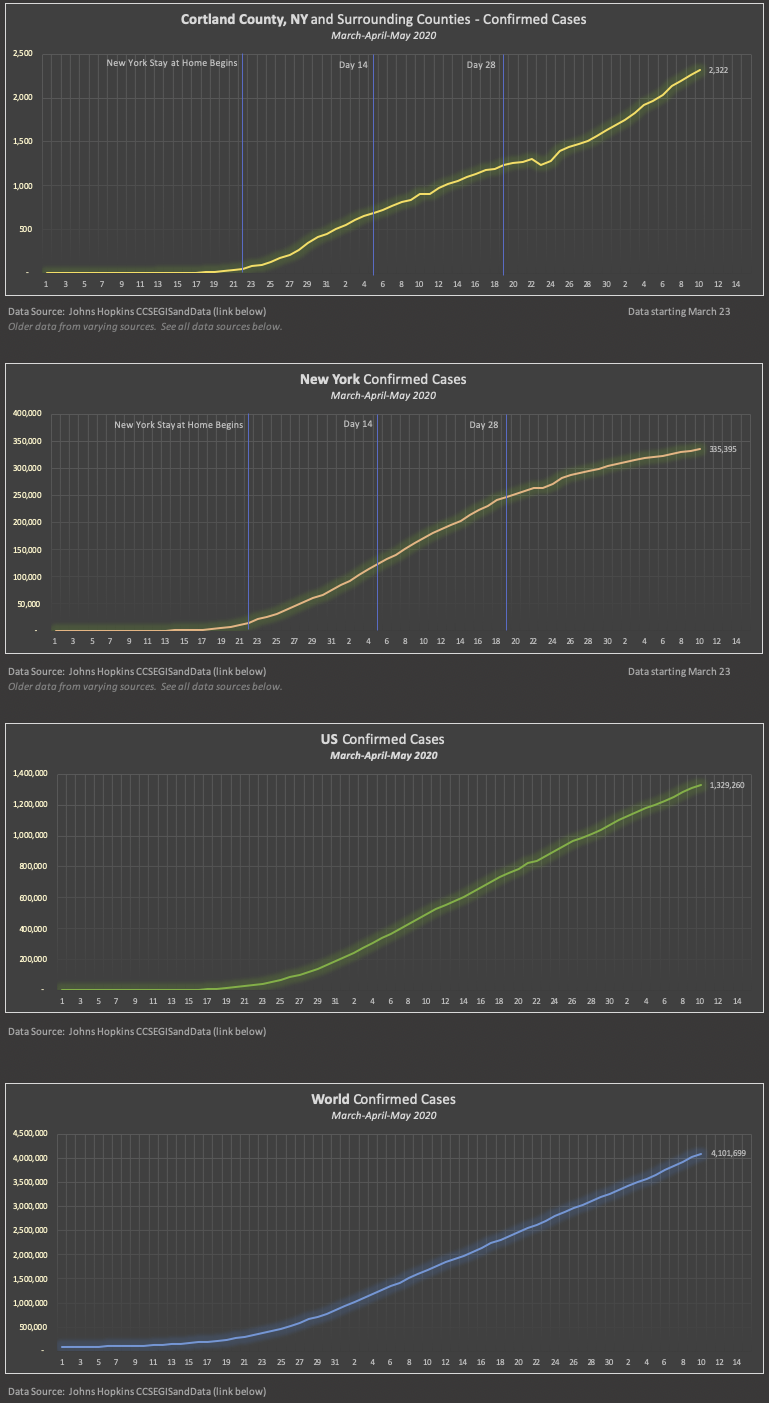 Cortland County, NY and Surrounding Counties - Confirmed Cases
March-April-May 2020
2,500
2,000
1,500
1,000
500
-
New York Stay at Home Begins
Day 14
Day 28
2,322
1 3 5 7 9 11 13 15 17 19 21 23 25 27 29 31 2 4 6 8 10 12 14 16 18 20 22 24 26 28 30 2 4 6 8 10 12 14
Data Source: Johns Hopkins CCSEGISandData (link below)
Data starting March 23
Older data from varying sources. See all data sources below.
New York Confirmed Cases
March-April-May 2020
400,000
350,000
300,000
250,000
200,000
150,000
100,000
50,000
-
New York Stay at Home Begins
Day 14
Day 28
335,395
1 3 5 7 9 11 13 15 17 19 21 23 25 27 29 31 2 4 6 8 10 12 14 16 18 20 22 24 26 28 30 2 4 6 8 10 12 14
Data Source: Johns Hopkins CCSEGISandData (link below)
Data starting March 23
Older data from varying sources. See all data sources below.
US Confirmed Cases
March-April-May 2020
1,400,000
1,200,000
1,000,000
800,000
600,000
400,000
200,000
-
1,329,260
1 3 5 7 9 11 13 15 17 19 21 23 25 27 29 31 2 4 6 8 10 12 14 16 18 20 22 24 26 28 30 2 4 6 8 10 12 14
Data Source: Johns Hopkins CCSEGISandData (link below)
World Confirmed Cases
March-April-May 2020
4,500,000
4,000,000
3,500,000
3,000,000
2,500,000
2,000,000
1,500,000
1,000,000
500,000
-
4,101,699
1 3 5 7 9 11 13 15 17 19 21 23 25 27 29 31 2 4 6 8 10 12 14 16 18 20 22 24 26 28 30 2 4 6 8 10 12 14
Data Source: Johns Hopkins CCSEGISandData (link below)